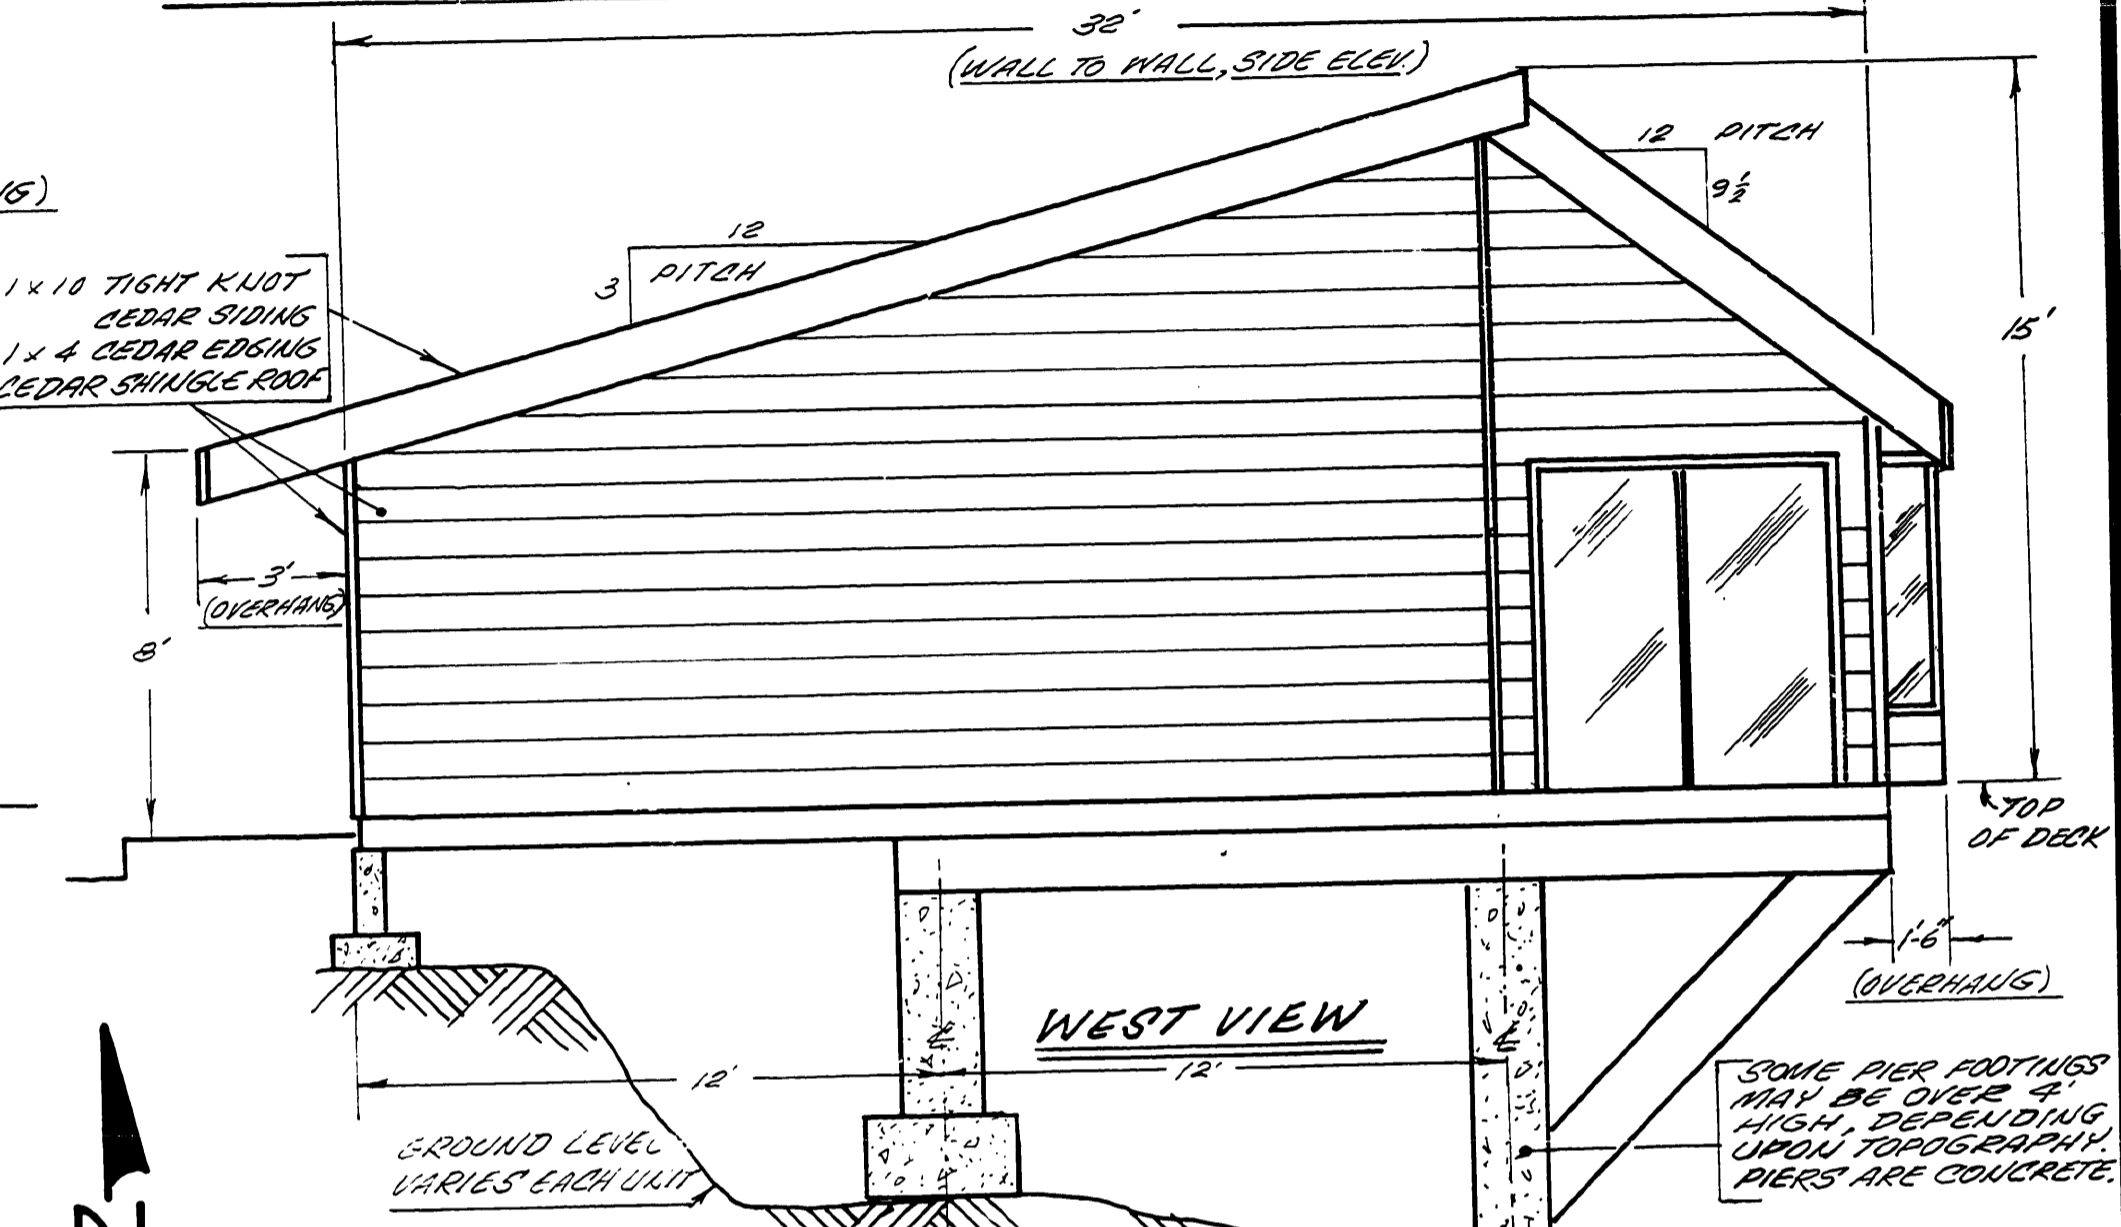 32'
(WALL TO WALL, SIDE ELEV.)
12 PITCH
9½
12
3 PITCH
1 x 10 TIGHT KNOT
CEDAR SIDING
1 x 4 CEDAR EDGING
CEDAR SHINGLE ROOF
15'
3'
(OVERHANG)
8'
TOP
OF DECK
1'-6"
(OVERHANG)
WEST VIEW
12'
12'
GROUND LEVEL
VARIES EACH UNIT
SOME PIER FOOTINGS
MAY BE OVER 4'
HIGH, DEPENDING
UPON TOPOGRAPHY.
PIERS ARE CONCRETE.